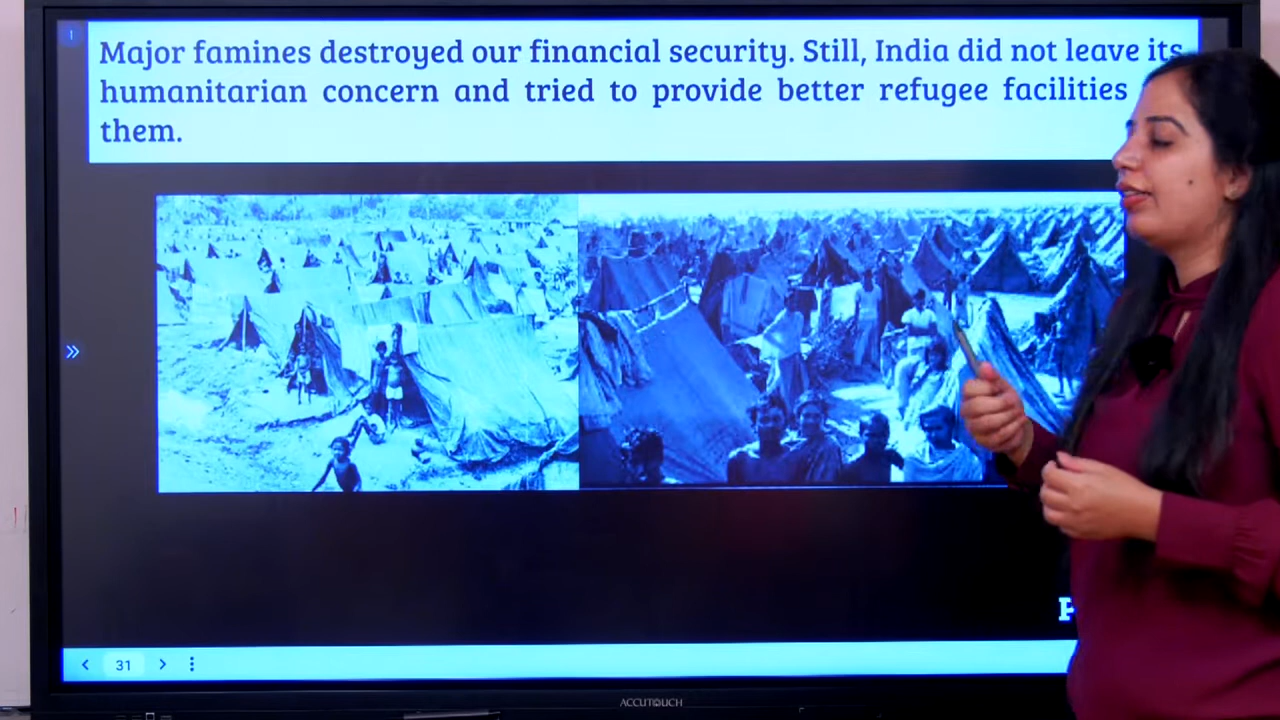 Major famines destroyed our financial security. Still, India did not leave its
humanitarian concern and tried to provide better refugee facilities
them.
31
ACCUTOUCH